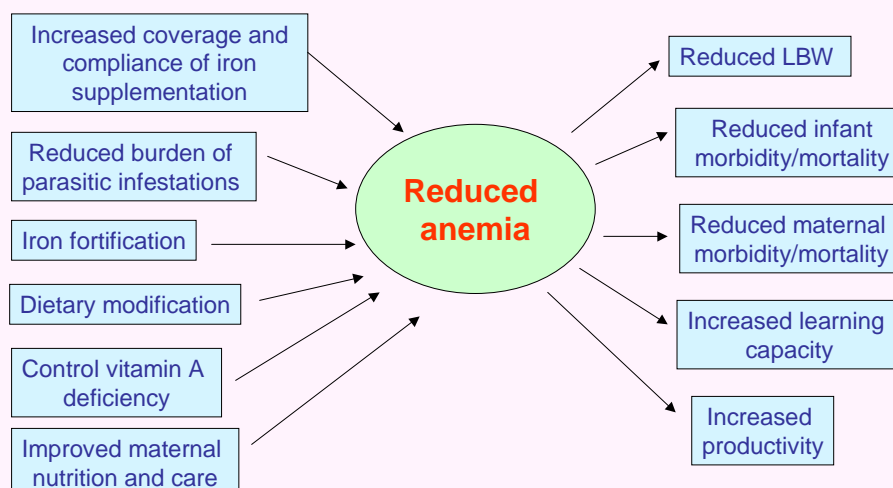 Increased coverage and
compliance of iron
supplementation
Reduced burden of
parasitic infestations
Iron fortification
Dietary modification
Control vitamin A
deficiency
Improved maternal
nutrition and care
Reduced
anemia
Reduced LBW
Reduced infant
morbidity/mortality
Reduced maternal
morbidity/mortality
Increased learning
capacity
Increased
productivity